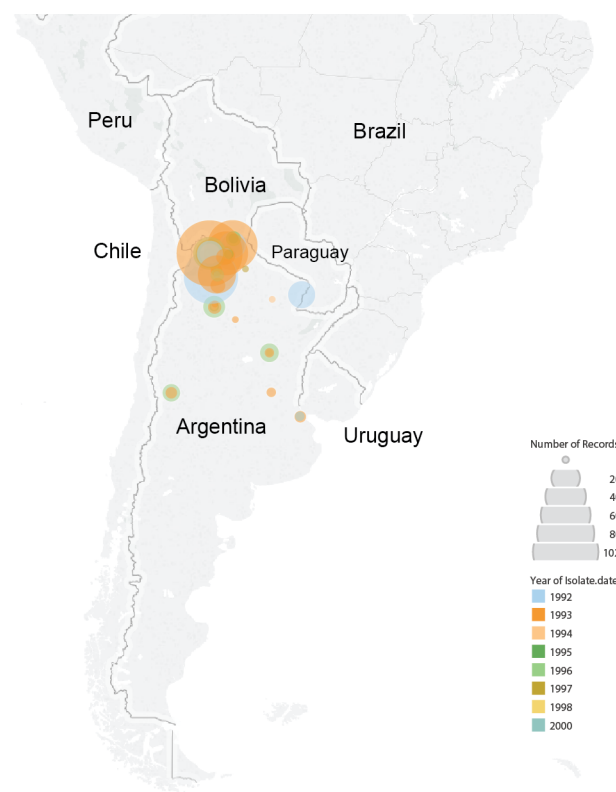 Peru
Brazil
Bolivia
Chile
Paraguay
Argentina
Uruguay
Number of Records
1992
1993
1994
1995
1996
1997
1998
2000
Year of Isolate.date